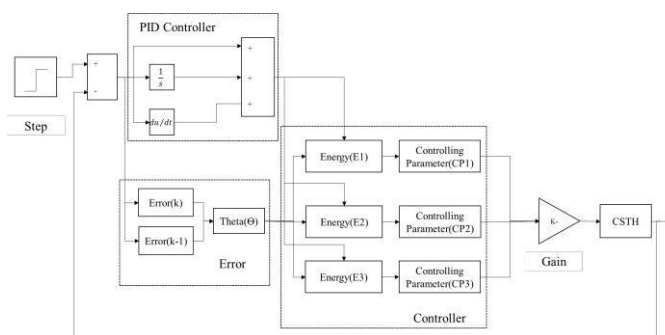 PID Controller
+
-
Step
1
s
du/dt
+
+
+
Energy(E1)
Controlling
Parameter(CP1)
Error(k)
Error(k-1)
Theta(Θ)
Error
Energy(E2)
Controlling
Parameter(CP2)
Energy(E3)
Controlling
Parameter(CP3)
Controller
K-
Gain
CSTH